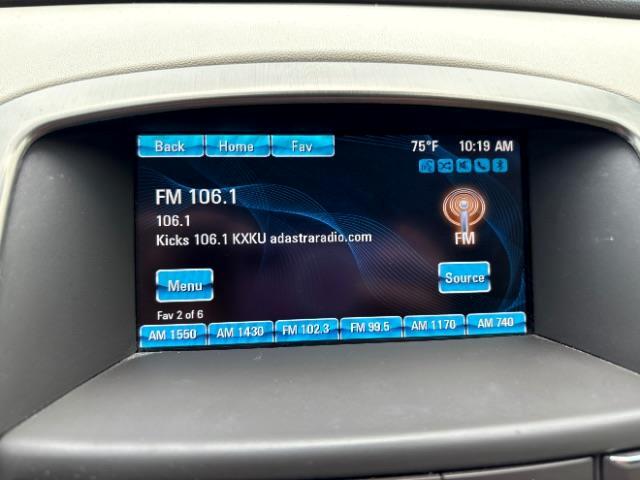 Back Home Fav 75°F 10:19 AM
FM 106.1
106.1
Kicks 106.1 KXKU adastraradio.com
FM
Menu Source
Fav 2 of 6
AM 1550 AM 1430 FM 102.3 FM 99.5 AM 1170 AM 740